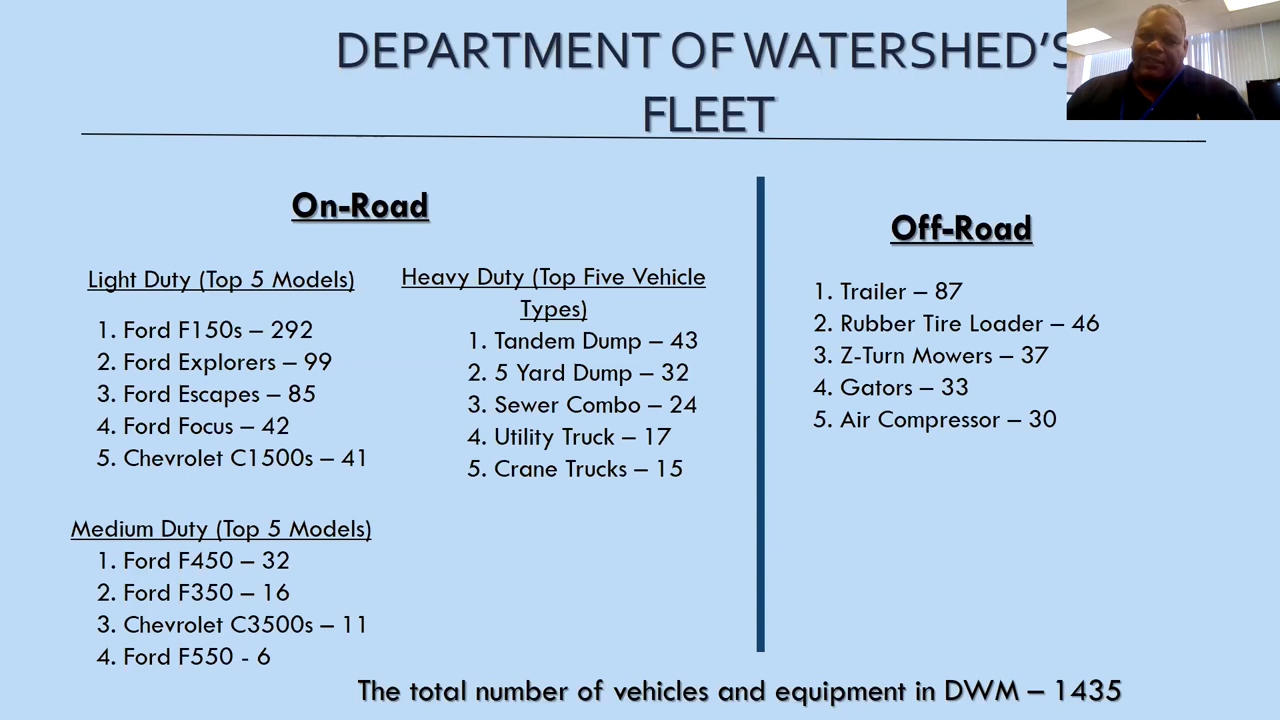 DEPARTMENT OF WATERSHED'S
FLEET
On-Road
Light Duty (Top 5 Models)
1. Ford F150s – 292
2. Ford Explorers – 99
3. Ford Escapes – 85
4. Ford Focus – 42
5. Chevrolet C1500s – 41
Medium Duty (Top 5 Models)
1. Ford F450 – 32
2. Ford F350 – 16
3. Chevrolet C3500s – 11
4. Ford F550 - 6
Heavy Duty (Top Five Vehicle
Types)
1. Tandem Dump – 43
2. 5 Yard Dump – 32
3. Sewer Combo – 24
4. Utility Truck – 17
5. Crane Trucks – 15
Off-Road
1. Trailer – 87
2. Rubber Tire Loader – 46
3. Z-Turn Mowers – 37
4. Gators – 33
5. Air Compressor – 30
The total number of vehicles and equipment in DWM – 1435